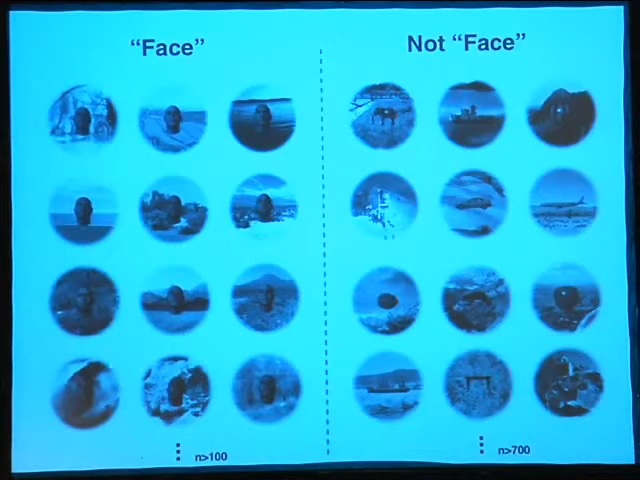 “Face”
Not “Face”
n>100
n>700